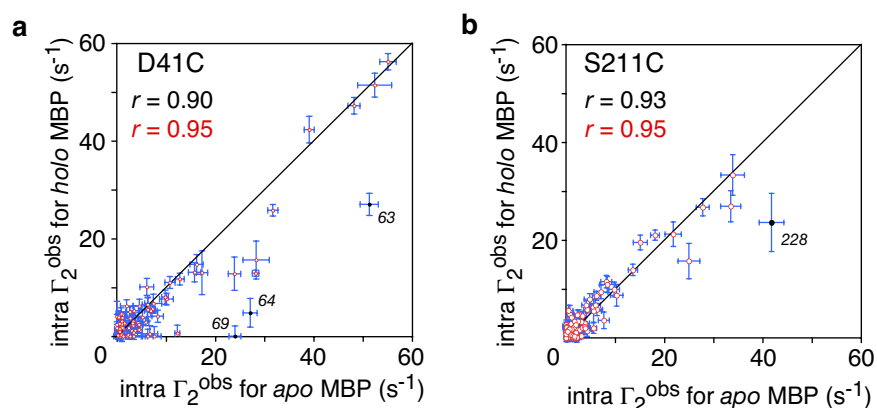 a
intra Γ₂ᵒᵇˢ for holo MBP (s⁻¹)
60
40
20
0
20
40
60
D41C
r = 0.90
r = 0.95
63
64
69
intra Γ₂ᵒᵇˢ for apo MBP (s⁻¹)
b
intra Γ₂ᵒᵇˢ for holo MBP (s⁻¹)
60
40
20
0
20
40
60
S211C
r = 0.93
r = 0.95
228
intra Γ₂ᵒᵇˢ for apo MBP (s⁻¹)